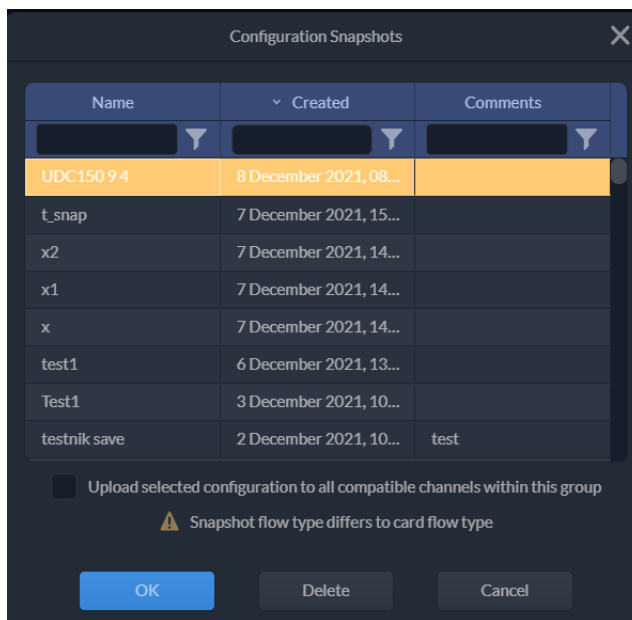 Configuration Snapshots
Name Created Comments
UDC150 9 4 8 December 2021, 08...
t_snap 7 December 2021, 15...
x2 7 December 2021, 14...
x1 7 December 2021, 14...
x 7 December 2021, 14...
test1 6 December 2021, 13...
Test1 3 December 2021, 10...
testnik save 2 December 2021, 10... test
Upload selected configuration to all compatible channels within this group
Snapshot flow type differs to card flow type
OK Delete Cancel